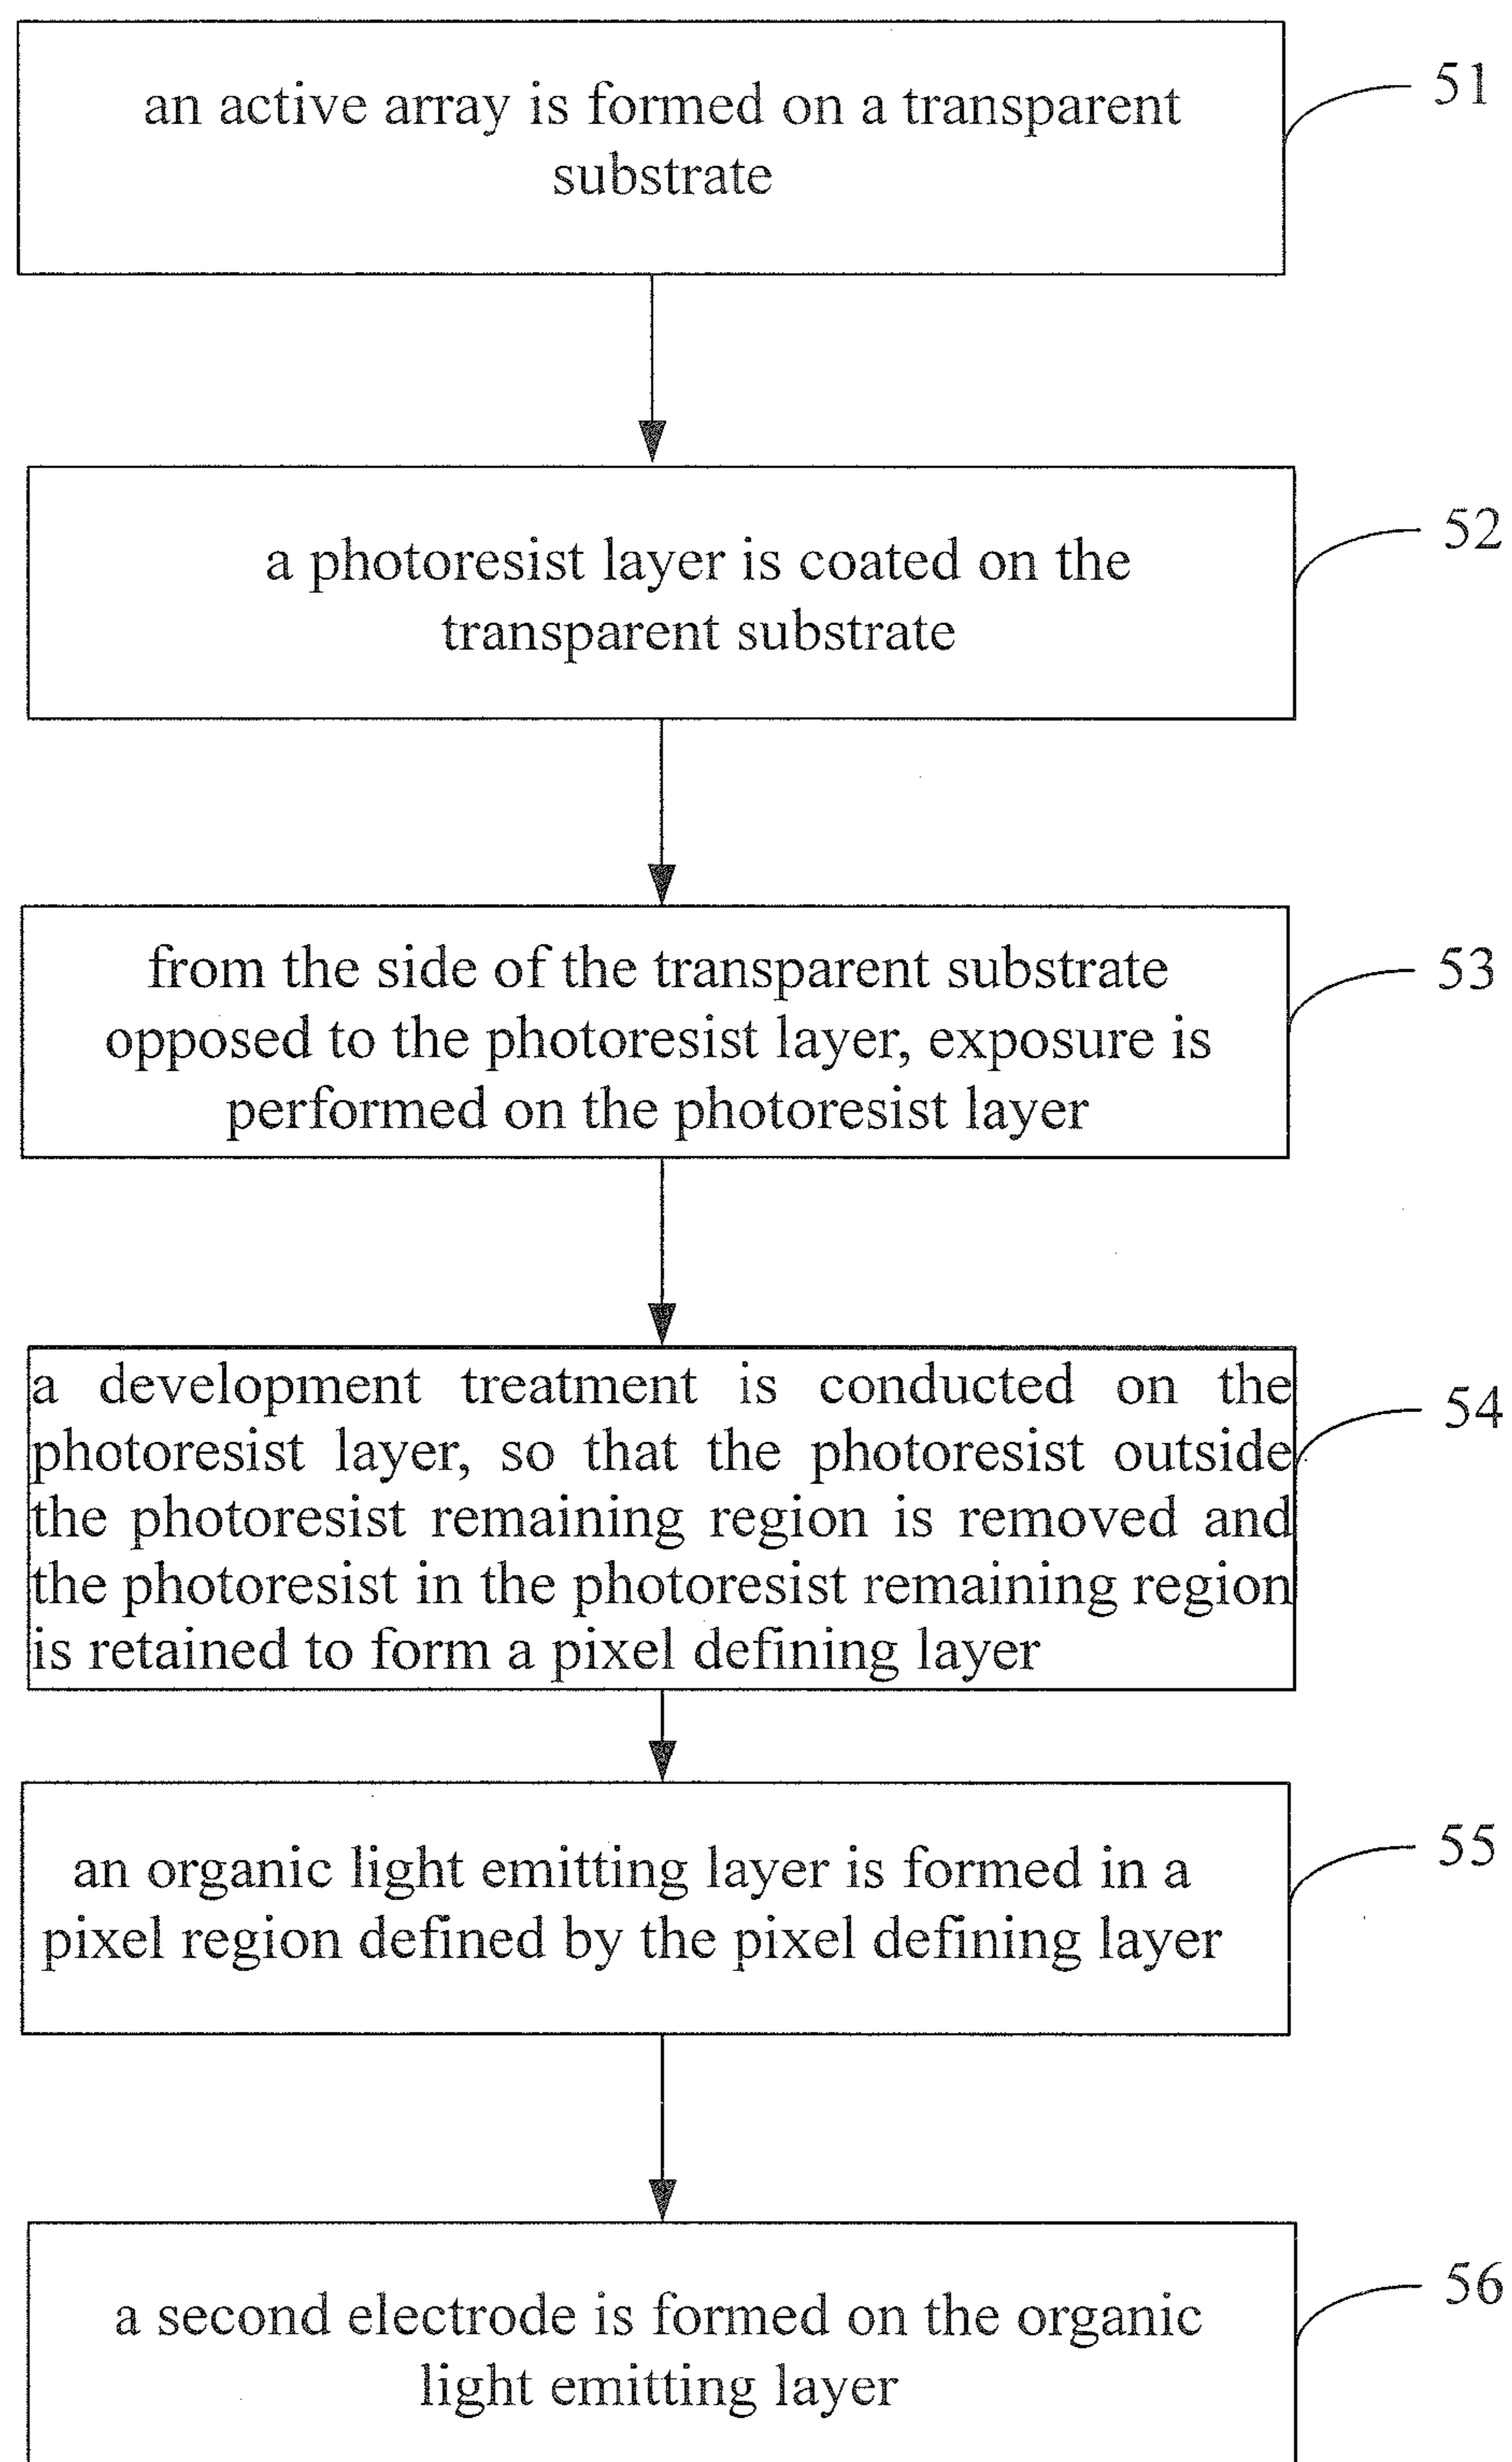 an active array is formed on a transparent
substrate
51
a photoresist layer is coated on the
transparent substrate
52
from the side of the transparent substrate
opposed to the photoresist layer, exposure is
performed on the photoresist layer
53
a development treatment is conducted on the
photoresist layer, so that the photoresist outside
the photoresist remaining region is removed and
the photoresist in the photoresist remaining region
is retained to form a pixel defining layer
54
an organic light emitting layer is formed in a
pixel region defined by the pixel defining layer
55
a second electrode is formed on the organic
light emitting layer
56